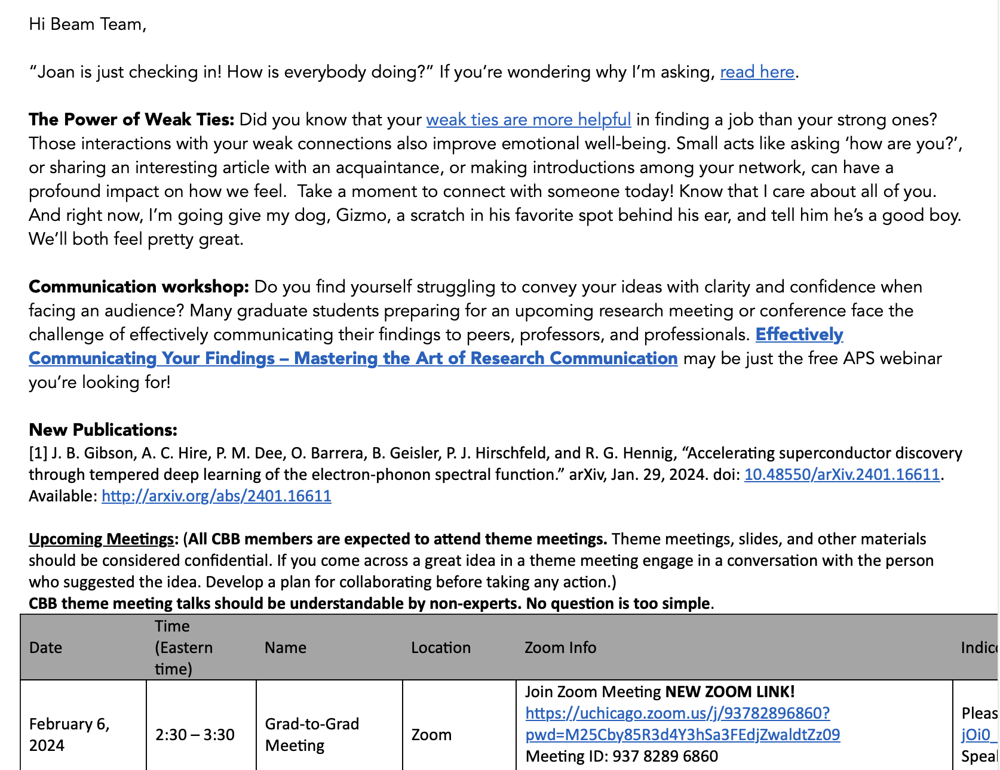 Hi Beam Team,
“Joan is just checking in! How is everybody doing?” If you’re wondering why I’m asking, read here.
The Power of Weak Ties: Did you know that your weak ties are more helpful in finding a job than your strong ones?
Those interactions with your weak connections also improve emotional well-being. Small acts like asking ‘how are you?’,
or sharing an interesting article with an acquaintance, or making introductions among your network, can have a
profound impact on how we feel.  Take a moment to connect with someone today! Know that I care about all of you.
And right now, I’m going give my dog, Gizmo, a scratch in his favorite spot behind his ear, and tell him he’s a good boy.
We’ll both feel pretty great.
Communication workshop: Do you find yourself struggling to convey your ideas with clarity and confidence when
facing an audience? Many graduate students preparing for an upcoming research meeting or conference face the
challenge of effectively communicating their findings to peers, professors, and professionals. Effectively
Communicating Your Findings – Mastering the Art of Research Communication may be just the free APS webinar
you’re looking for!
New Publications:
[1] J. B. Gibson, A. C. Hire, P. M. Dee, O. Barrera, B. Geisler, P. J. Hirschfeld, and R. G. Hennig, “Accelerating superconductor discovery
through tempered deep learning of the electron-phonon spectral function.” arXiv, Jan. 29, 2024. doi: 10.48550/arXiv.2401.16611.
Available: http://arxiv.org/abs/2401.16611
Upcoming Meetings: (All CBB members are expected to attend theme meetings. Theme meetings, slides, and other materials
should be considered confidential. If you come across a great idea in a theme meeting engage in a conversation with the person
who suggested the idea. Develop a plan for collaborating before taking any action.)
CBB theme meeting talks should be understandable by non-experts. No question is too simple.
Date
Time
(Eastern
time)
Name
Location
Zoom Info
February 6,
2024
2:30 – 3:30
Grad-to-Grad
Meeting
Zoom
Join Zoom Meeting NEW ZOOM LINK!
https://uchicago.zoom.us/j/93782896860?
pwd=M25Cby85R3d4Y3hSa3FEdjZwaldtZz09
Meeting ID: 937 8289 6860
jOi0_